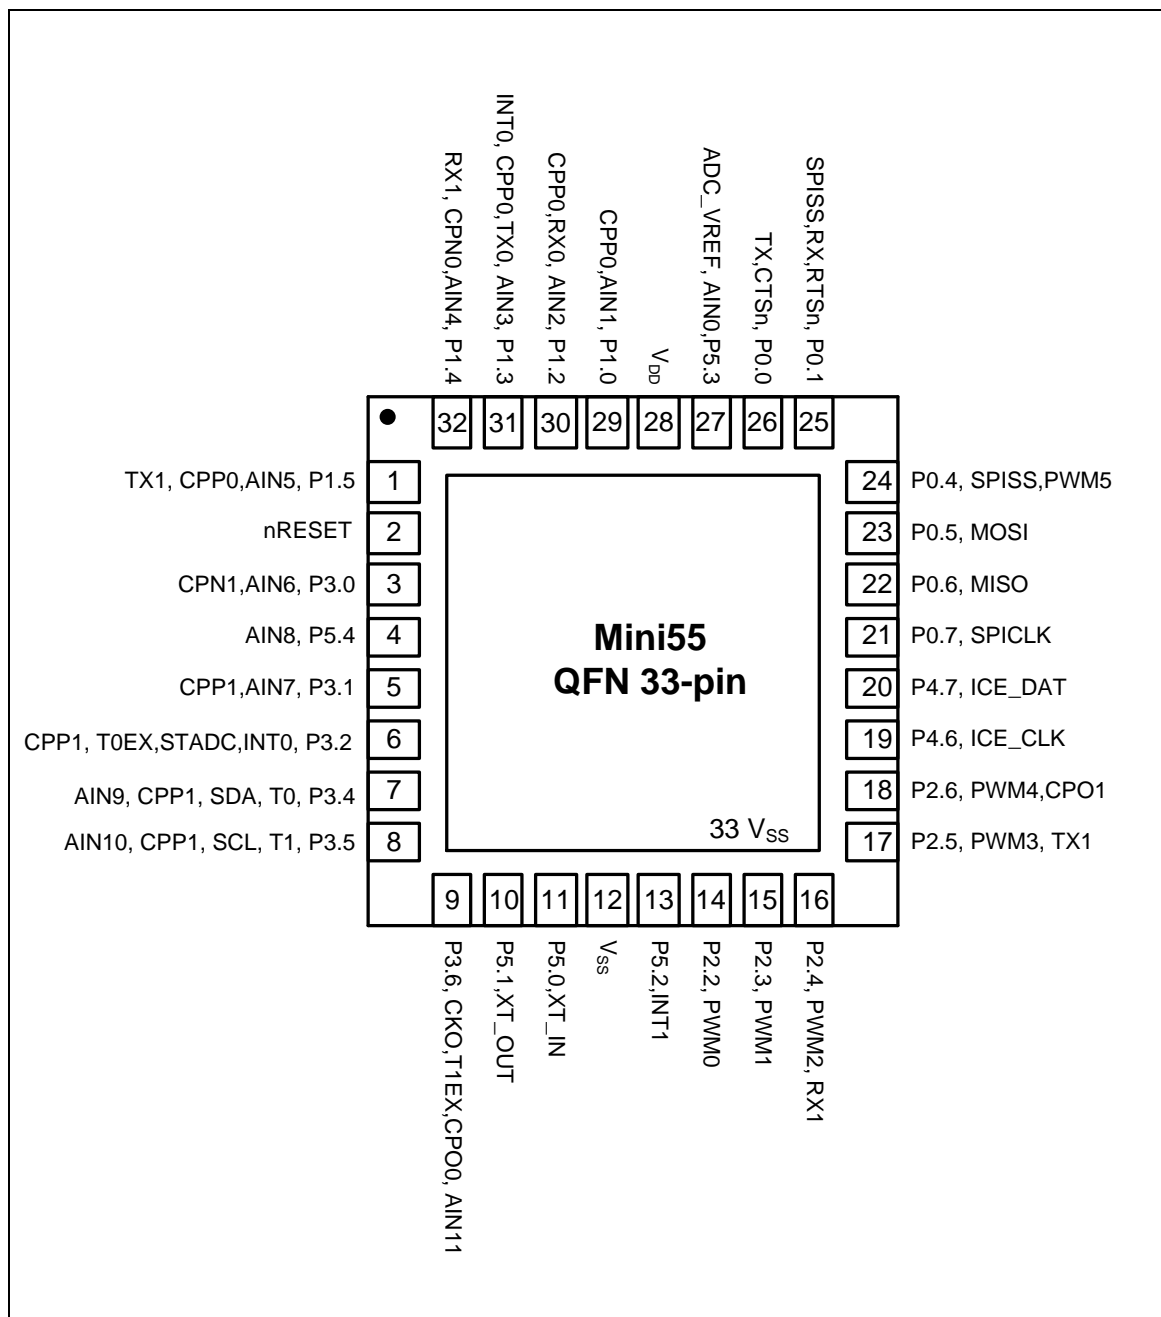 RX1, CPN0,AIN4, P1.4
INT0, CPP0,TX0, AIN3, P1.3
CPP0,RX0, AIN2, P1.2
CPP0,AIN1, P1.0
VDD
ADC_VREF, AIN0,P5.3
TX,CTSn, P0.0
SPISS,RX,RTSn, P0.1
32 31 30 29 28 27 26 25
TX1, CPP0,AIN5, P1.5 1
nRESET 2
CPN1,AIN6, P3.0 3
AIN8, P5.4 4
CPP1,AIN7, P3.1 5
CPP1, T0EX,STADC,INT0, P3.2 6
AIN9, CPP1, SDA, T0, P3.4 7
AIN10, CPP1, SCL, T1, P3.5 8
Mini55
QFN 33-pin
33 VSS
24 P0.4, SPISS,PWM5
23 P0.5, MOSI
22 P0.6, MISO
21 P0.7, SPICLK
20 P4.7, ICE_DAT
19 P4.6, ICE_CLK
18 P2.6, PWM4,CPO1
17 P2.5, PWM3, TX1
9 10 11 12 13 14 15 16
P3.6, CKO,T1EX,CPO0, AIN11
P5.1,XT_OUT
P5.0,XT_IN
VSS
P5.2,INT1
P2.2, PWM0
P2.3, PWM1
P2.4, PWM2, RX1